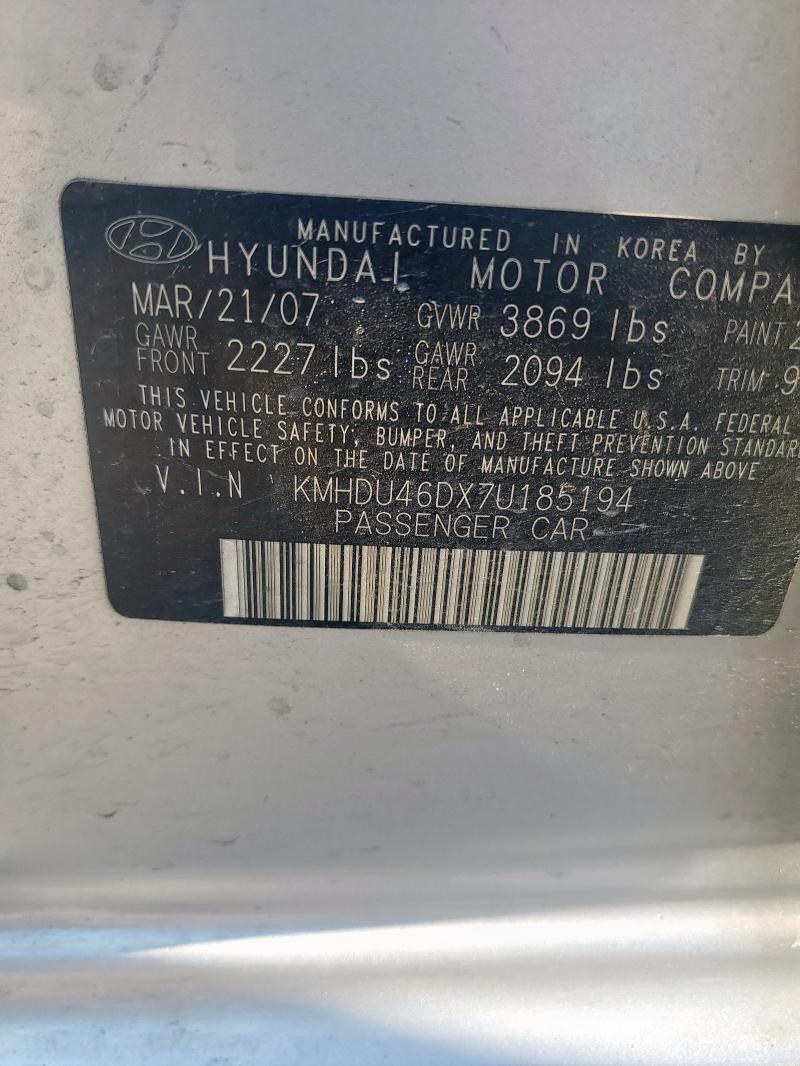 MANUFACTURED IN KOREA BY
HYUNDAI MOTOR COMPA
MAR/21/07 GVWR 3869 lbs PAINT 2
GAWR FRONT 2227 lbs GAWR REAR 2094 lbs TRIM 9
THIS VEHICLE CONFORMS TO ALL APPLICABLE U.S.A. FEDERAL
MOTOR VEHICLE SAFETY, BUMPER, AND THEFT PREVENTION STANDAR
IN EFFECT ON THE DATE OF MANUFACTURE SHOWN ABOVE
V.I.N KMHDU46DX7U185194
PASSENGER CAR